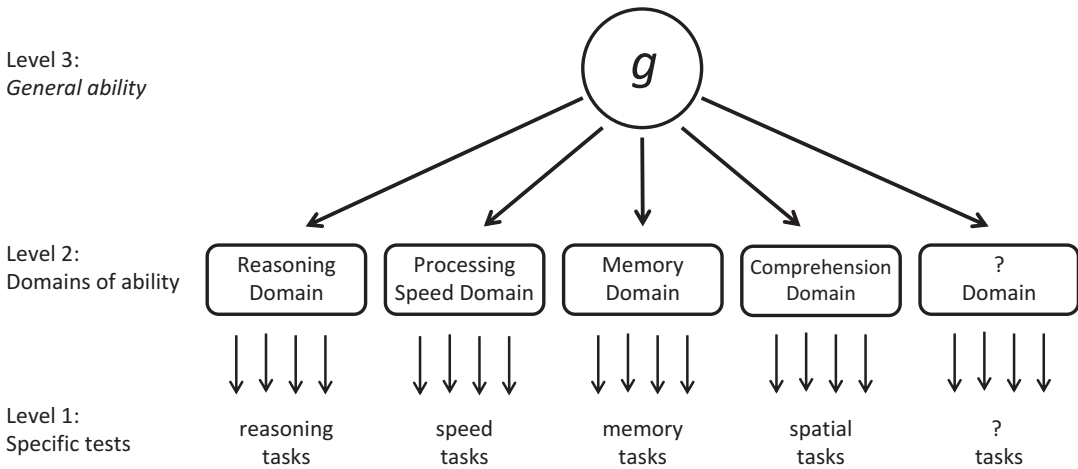 Level 3:
General ability
g
Level 2:
Domains of ability
Reasoning
Domain
Processing
Speed Domain
Memory
Domain
Comprehension
Domain
?
Domain
Level 1:
Specific tests
reasoning
tasks
speed
tasks
memory
tasks
spatial
tasks
?
tasks